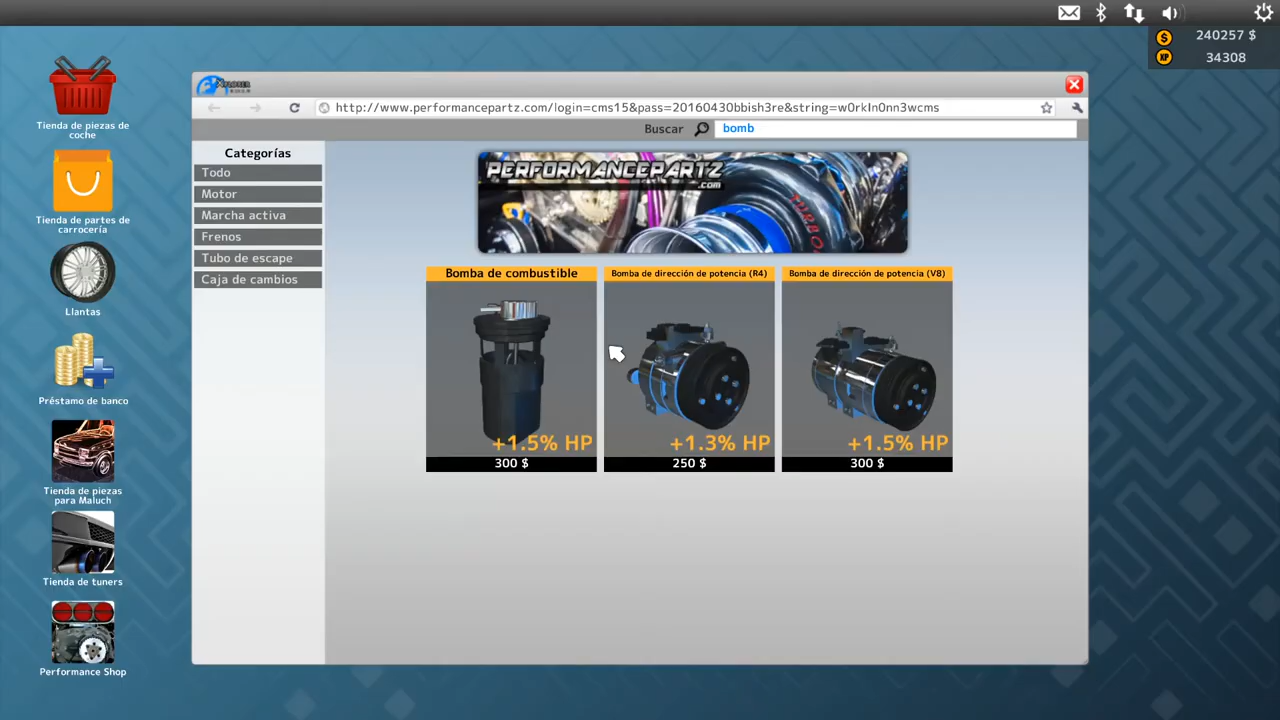 240257 $
34308
Tienda de piezas de
coche
Tienda de partes de
carrocería
Llantas
Préstamo de banco
Tienda de piezas
para Maluch
Tienda de tuners
Performance Shop
http://www.performancepartz.com/login=cms15&pass=20160430bbish3re&string=w0rkIn0nn3wcms
Buscar
bomb
Categorías
Todo
Motor
Marcha activa
Frenos
Tubo de escape
Caja de cambios
PERFORMANCEPARTZ
.com
TURBO
Bomba de combustible
+1.5% HP
300 $
Bomba de dirección de potencia (R4)
+1.3% HP
250 $
Bomba de dirección de potencia (V8)
+1.5% HP
300 $